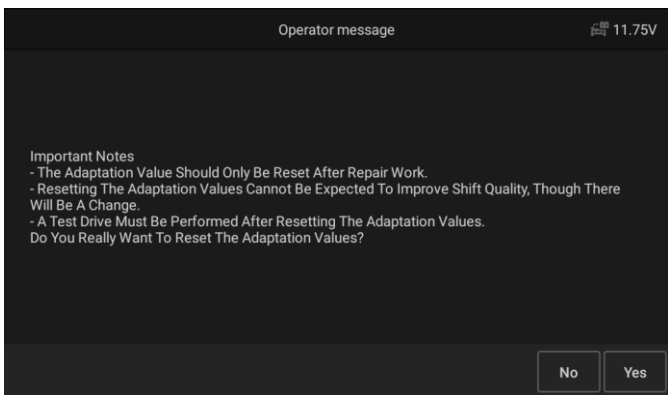 Operator message
11.75V
Important Notes
- The Adaptation Value Should Only Be Reset After Repair Work.
- Resetting The Adaptation Values Cannot Be Expected To Improve Shift Quality, Though There
Will Be A Change.
- A Test Drive Must Be Performed After Resetting The Adaptation Values.
Do You Really Want To Reset The Adaptation Values?
No
Yes